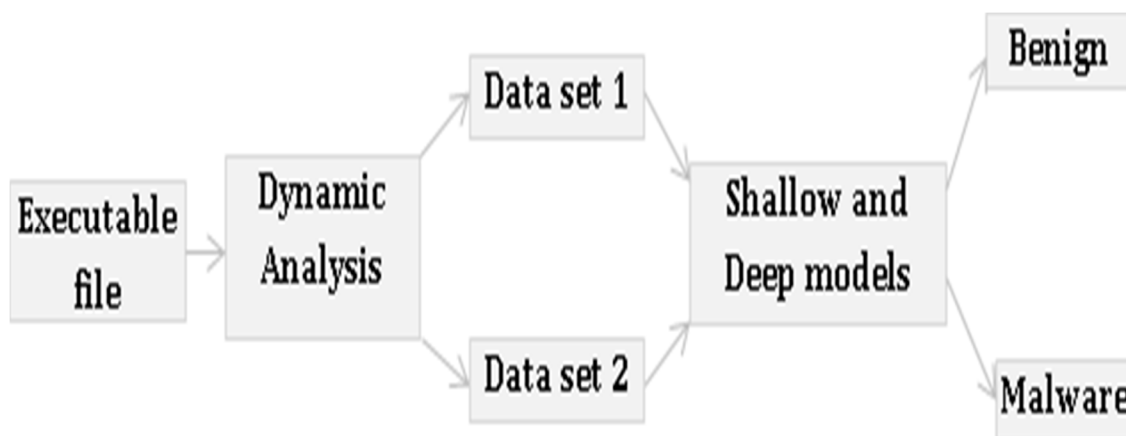 Executable
file
Dynamic
Analysis
Data set 1
Data set 2
Shallow and
Deep models
Benign
Malware